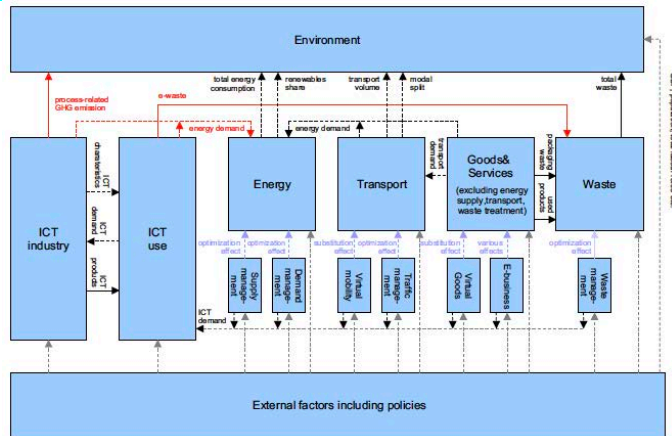 Environment
total energy
consumption
renewables
share
transport
volume
modal
split
total
waste
process-related
GHG emission
e-waste
energy demand
energy demand
transport
demand
packaging
waste
used
products
ICT
characteristics
ICT
demand
ICT
products
ICT
industry
ICT
use
Energy
Transport
Goods&
Services
(excluding energy
supply,transport,
waste treatment)
Waste
optimization
effect
optimization
effect
substitution
effect
optimization
effect
substitution
effect
various
effects
optimization
effect
Supply
manage-
ment
Demand
manage-
ment
Virtual
mobility
Traffic
manage-
ment
Virtual
Goods
E-business
Waste
manage-
ment
ICT
demand
External factors including policies